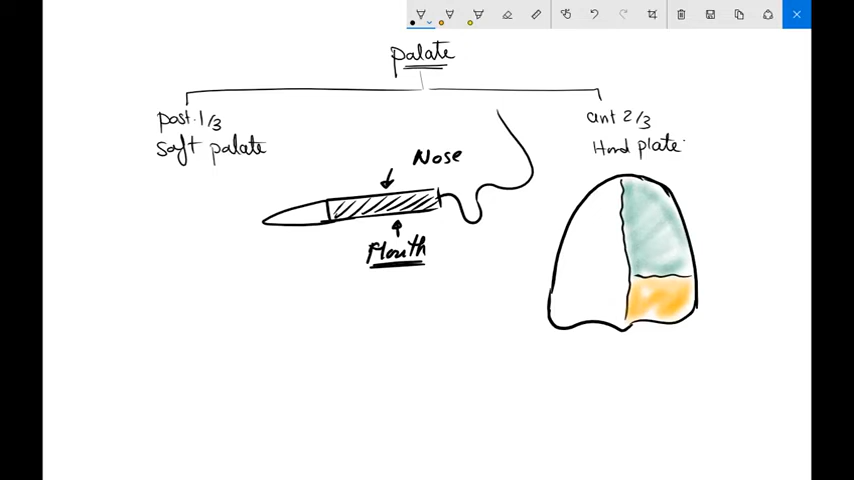 palate
post. 1/3
Soft palate
ant 2/3
Hard plate
Nose
Mouth